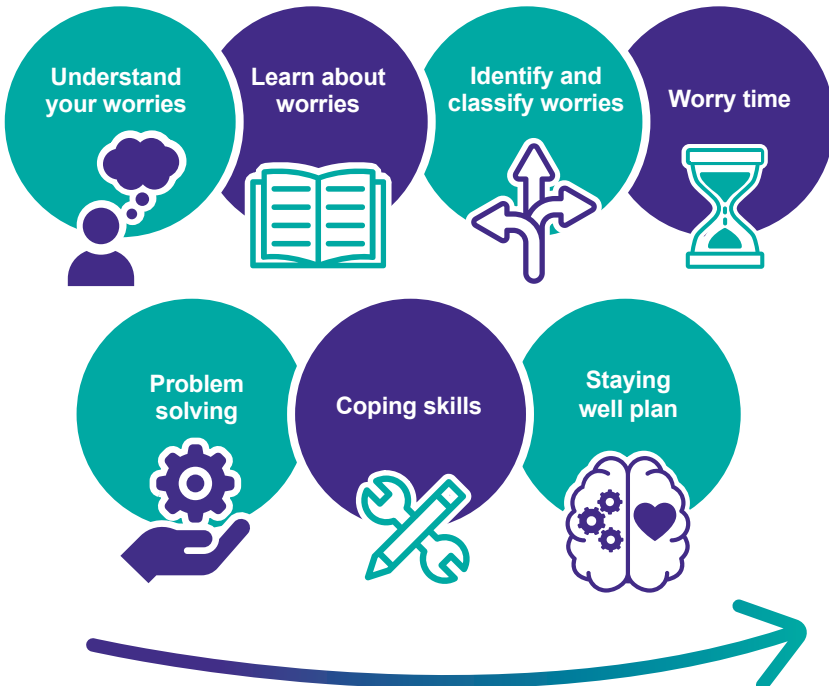 Understand
your worries
Learn about
worries
Identify and
classify worries
Worry time
Problem
solving
Coping skills
Staying
well plan